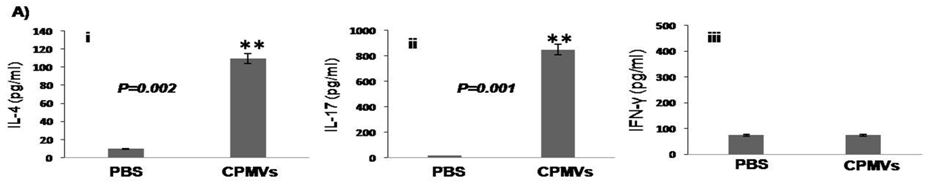 A)
i
IL-4 (pg/ml)
140
120
100
80
60
40
20
0
**
P=0.002
PBS CPMVs
ii
IL-17 (pg/ml)
1000
800
600
400
200
0
**
P=0.001
PBS CPMVs
iii
IFN-γ (pg/ml)
500
400
300
200
100
0
PBS CPMVs